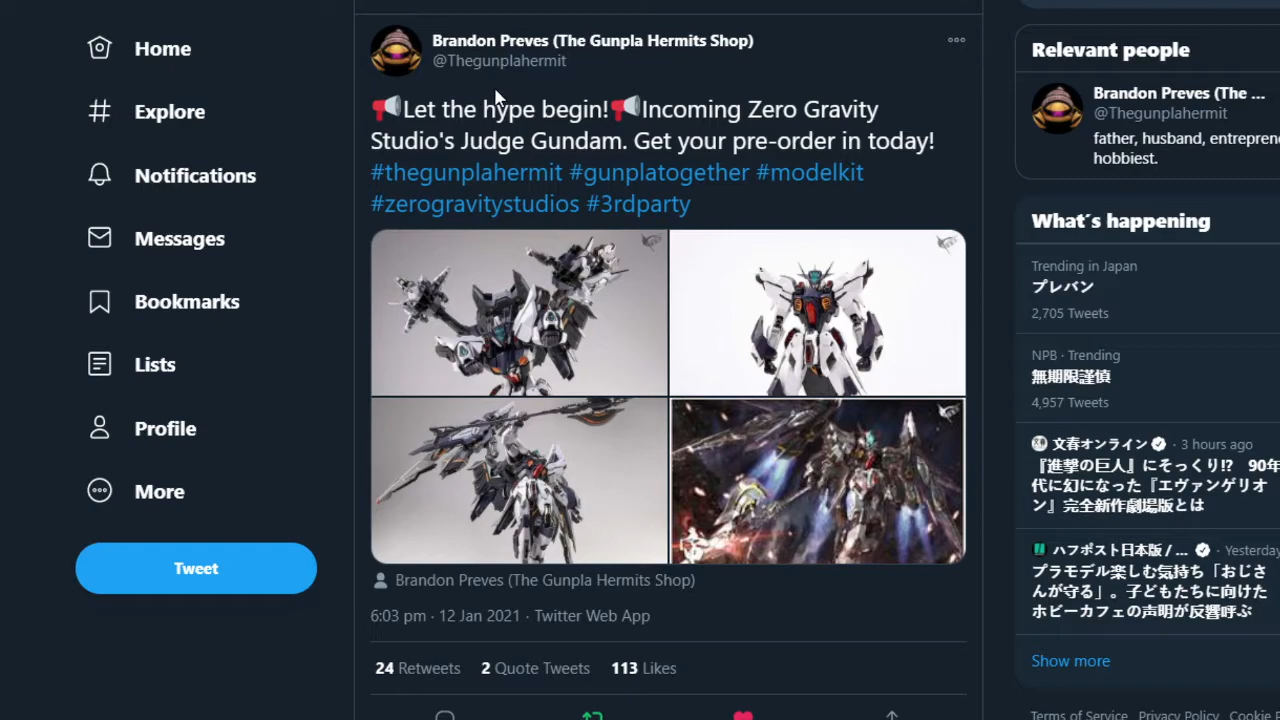 Home
Explore
Notifications
Messages
Bookmarks
Lists
Profile
More
Tweet
Brandon Preves (The Gunpla Hermits Shop)
@Thegunplahermit
Let the hype begin! Incoming Zero Gravity
Studio's Judge Gundam. Get your pre-order in today!
#thegunplahermit #gunplatogether #modelkit
#zerogravitystudios #3rdparty
Brandon Preves (The Gunpla Hermits Shop)
6:03 pm · 12 Jan 2021 · Twitter Web App
24 Retweets 2 Quote Tweets 113 Likes
Relevant people
Brandon Preves (The ...
@Thegunplahermit
father, husband, entreprene
hobbiest.
What's happening
Trending in Japan
プレバン
2,705 Tweets
NPB · Trending
無期限謹慎
4,957 Tweets
文春オンライン · 3 hours ago
『進撃の巨人』にそっくり!? 90年
代に幻になった『エヴァンゲリオ
ン』完全新作劇場版とは
ハフポスト日本版 / ... · Yesterday
プラモデル楽しむ気持ち「おじさ
んが守る」。子どもたちに向けた
ホビーカフェの声明が反響呼ぶ
Show more
Terms of Service Privacy Policy Cookie P